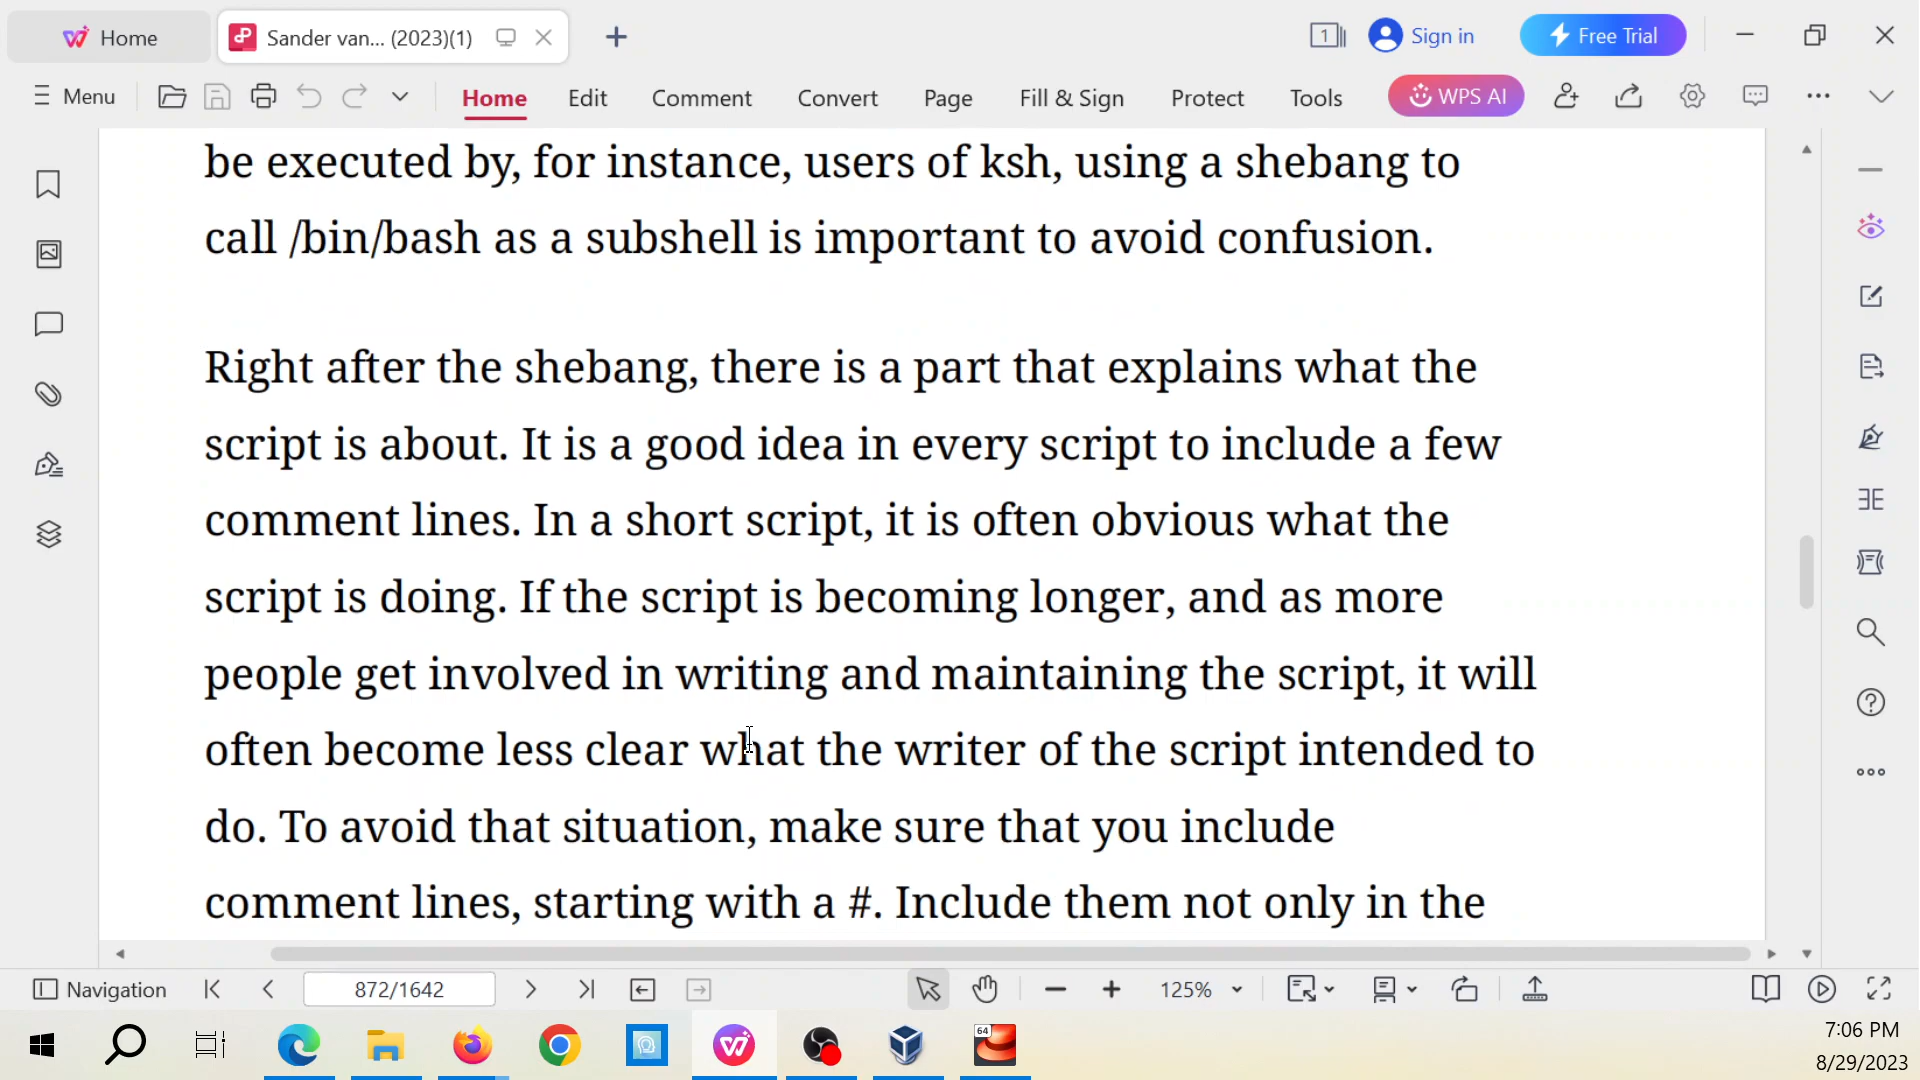 Home
Sander van... (2023)(1)
1
Sign in
Free Trial
Menu
Home
Edit
Comment
Convert
Page
Fill & Sign
Protect
Tools
WPS AI
be executed by, for instance, users of ksh, using a shebang to
call /bin/bash as a subshell is important to avoid confusion.
Right after the shebang, there is a part that explains what the
script is about. It is a good idea in every script to include a few
comment lines. In a short script, it is often obvious what the
script is doing. If the script is becoming longer, and as more
people get involved in writing and maintaining the script, it will
often become less clear what the writer of the script intended to
do. To avoid that situation, make sure that you include
comment lines, starting with a #. Include them not only in the
Navigation
872/1642
125%
64
7:06 PM
8/29/2023